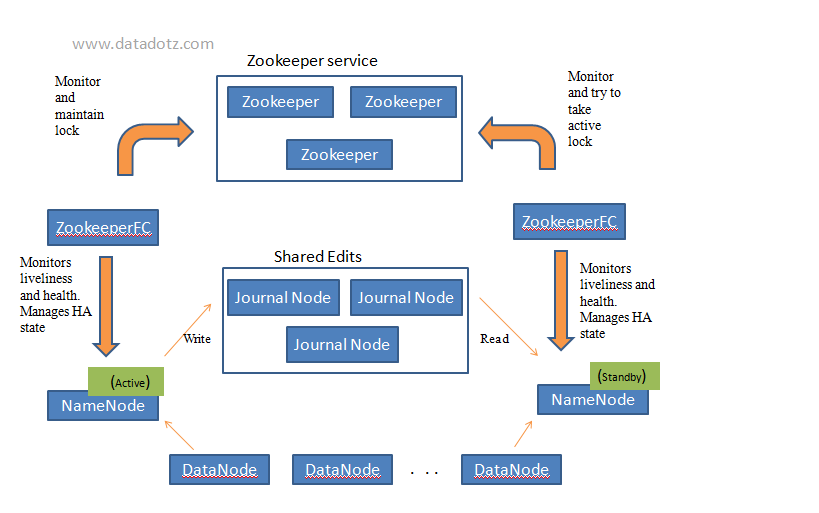 www.datadotz.com
Zookeeper service
Monitor
and
maintain
lock
Zookeeper
Zookeeper
Zookeeper
Monitor
and try to
take
active
lock
ZookeeperFC
ZookeeperFC
Monitors
liveliness
and health.
Manages HA
state
Shared Edits
Journal Node
Journal Node
Journal Node
Monitors
liveliness and
health.
Manages HA
state
Write
Read
(Active)
NameNode
(Standby)
NameNode
DataNode
DataNode
. . .
DataNode